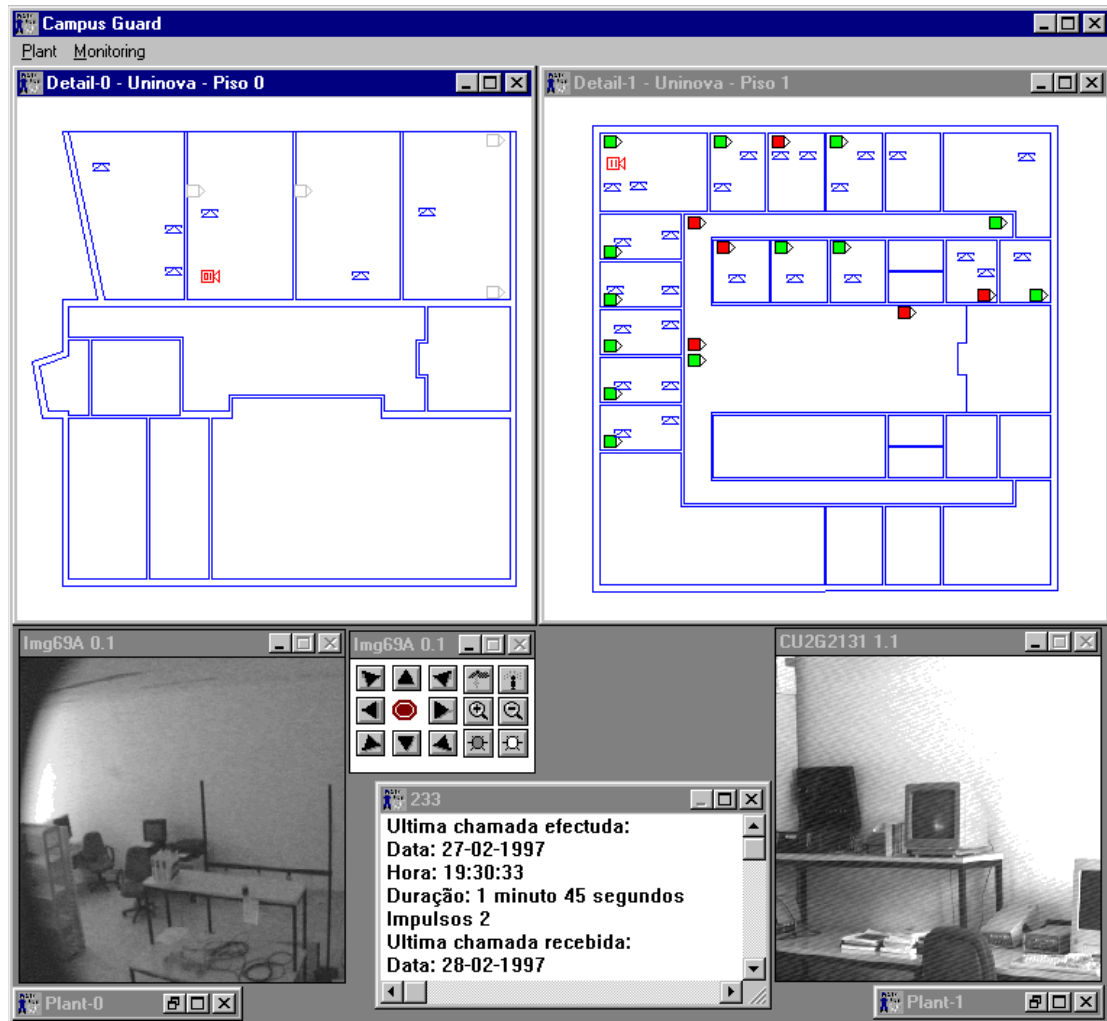 Campus Guard
Plant Monitoring
Detail-0 - Uninova - Piso 0
Detail-1 - Uninova - Piso 1
Img69A 0.1
Img69A 0.1
CU2G2131 1.1
233
Ultima chamada efectuda:
Data: 27-02-1997
Hora: 19:30:33
Duração: 1 minuto 45 segundos
Impulsos 2
Ultima chamada recebida:
Data: 28-02-1997
Plant-0
Plant-1